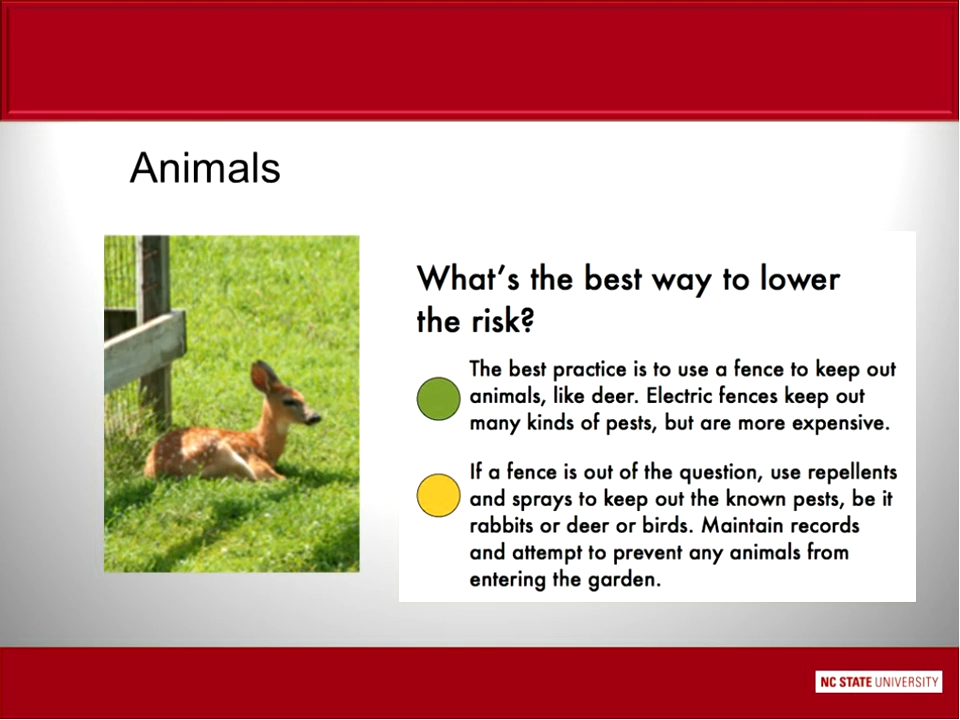 Animals
What's the best way to lower
the risk?
The best practice is to use a fence to keep out
animals, like deer. Electric fences keep out
many kinds of pests, but are more expensive.
If a fence is out of the question, use repellents
and sprays to keep out the known pests, be it
rabbits or deer or birds. Maintain records
and attempt to prevent any animals from
entering the garden.
NC STATE UNIVERSITY